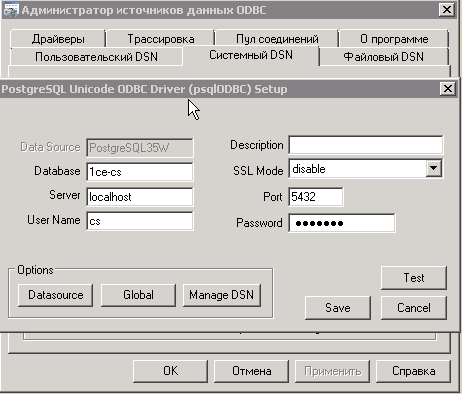 Администратор источников данных ODBC
Драйверы Трассировка Пул соединений О программе
Пользовательский DSN Системный DSN Файловый DSN
PostgreSQL Unicode ODBC Driver (psqlODBC) Setup
Data Source PostgreSQL35W Description
Database 1ce-cs SSL Mode disable
Server localhost Port 5432
User Name cs Password •••••••
Options Test
Datasource Global Manage DSN Save Cancel
OK Отмена Применить Справка